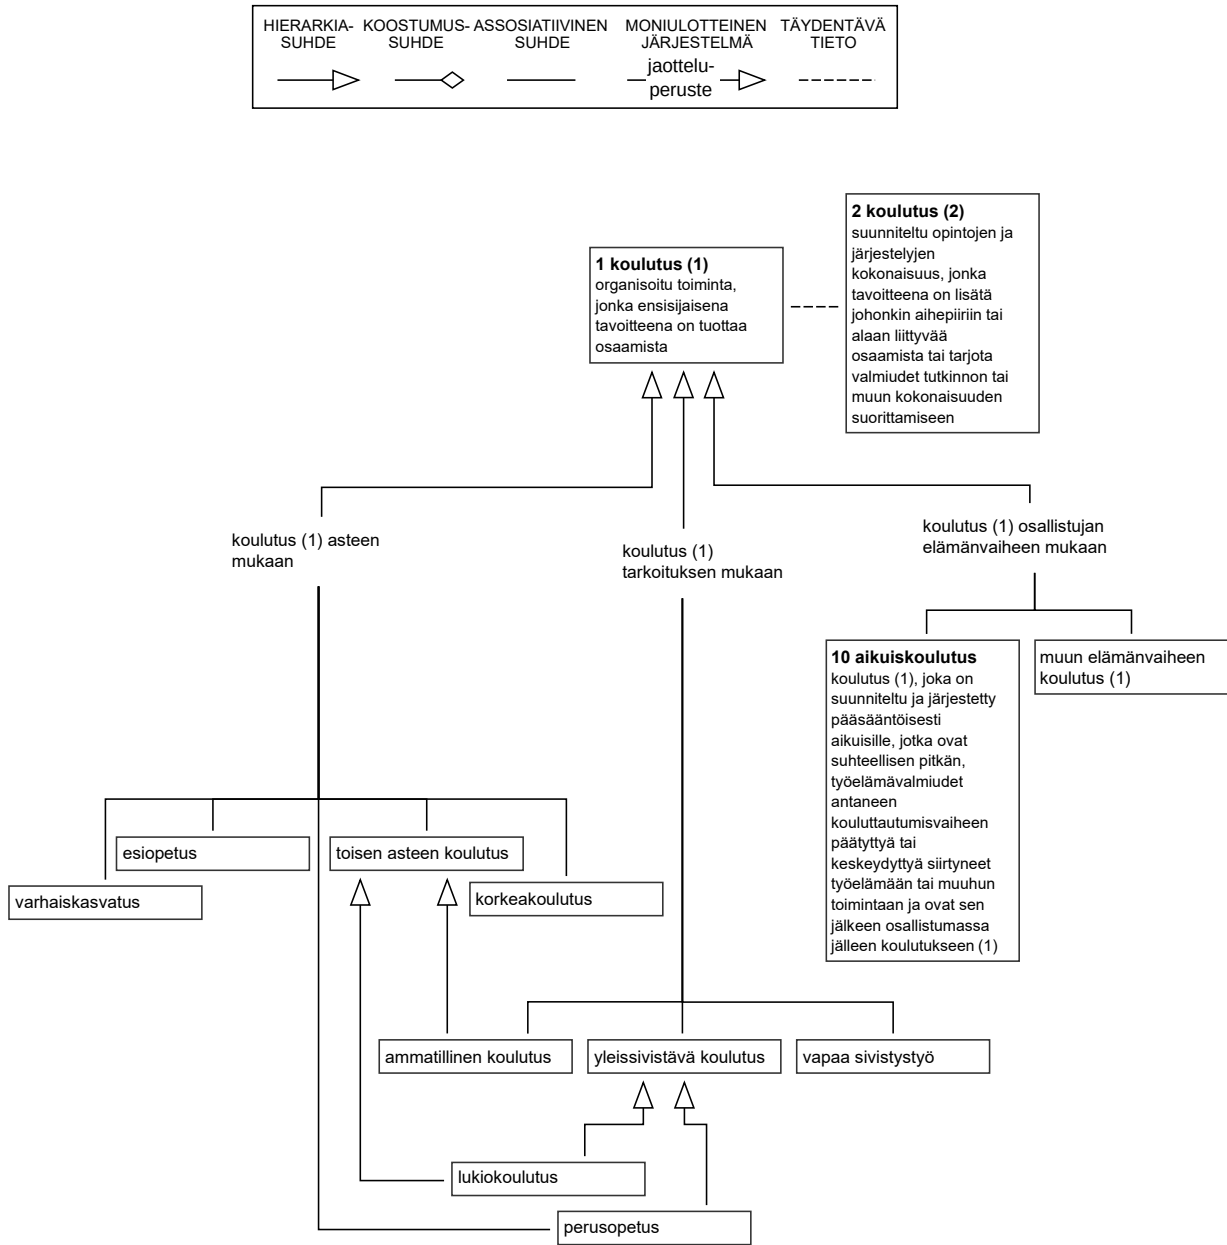 HIERARKIA-
SUHDE
KOOSTUMUS-
SUHDE
ASSOSIATIIVINEN
SUHDE
MONIULOTTEINEN
JÄRJESTELMÄ
jaottelu-
peruste
TÄYDENTÄVÄ
TIETO
1 koulutus (1)
organisoitu toiminta,
jonka ensisijaisena
tavoitteena on tuottaa
osaamista
2 koulutus (2)
suunniteltu opintojen ja
järjestelyjen
kokonaisuus, jonka
tavoitteena on lisätä
johonkin aihepiiriin tai
alaan liittyvää
osaamista tai tarjota
valmiudet tutkinnon tai
muun kokonaisuuden
suorittamiseen
koulutus (1) asteen
mukaan
koulutus (1)
tarkoituksen mukaan
koulutus (1) osallistujan
elämänvaiheen mukaan
10 aikuiskoulutus
koulutus (1), joka on
suunniteltu ja järjestetty
pääsääntöisesti
aikuisille, jotka ovat
suhteellisen pitkän,
työelämävalmiudet
antaneen
kouluttautumisvaiheen
päätyttyä tai
keskeydyttyä siirtyneet
työelämään tai muuhun
toimintaan ja ovat sen
jälkeen osallistumassa
jälleen koulutukseen (1)
muun elämänvaiheen
koulutus (1)
esiopetus
toisen asteen koulutus
varhaiskasvatus
korkeakoulutus
ammatillinen koulutus
yleissivistävä koulutus
vapaa sivistystyö
lukiokoulutus
perusopetus